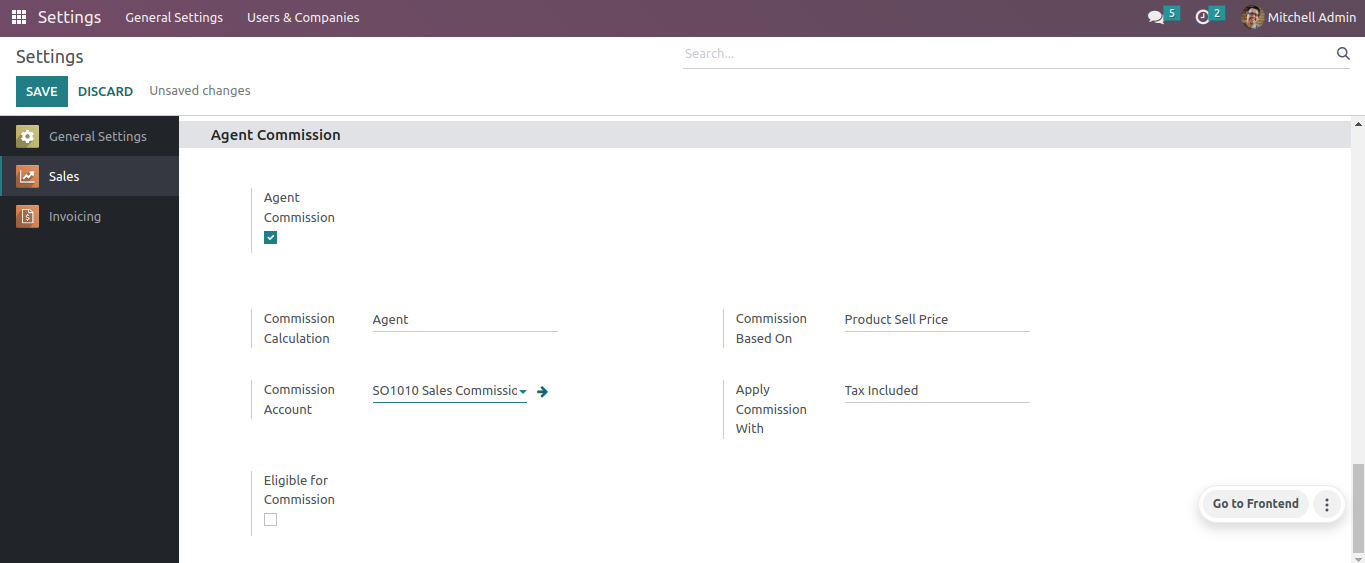 Settings General Settings Users & Companies 5 2 Mitchell Admin
Settings Search...
SAVE DISCARD Unsaved changes
General Settings
Sales
Invoicing
Agent Commission
Agent
Commission
Commission
Calculation
Agent
Commission
Based On
Product Sell Price
Commission
Account
SO1010 Sales Commissic
Apply
Commission
With
Tax Included
Eligible for
Commission
Go to Frontend